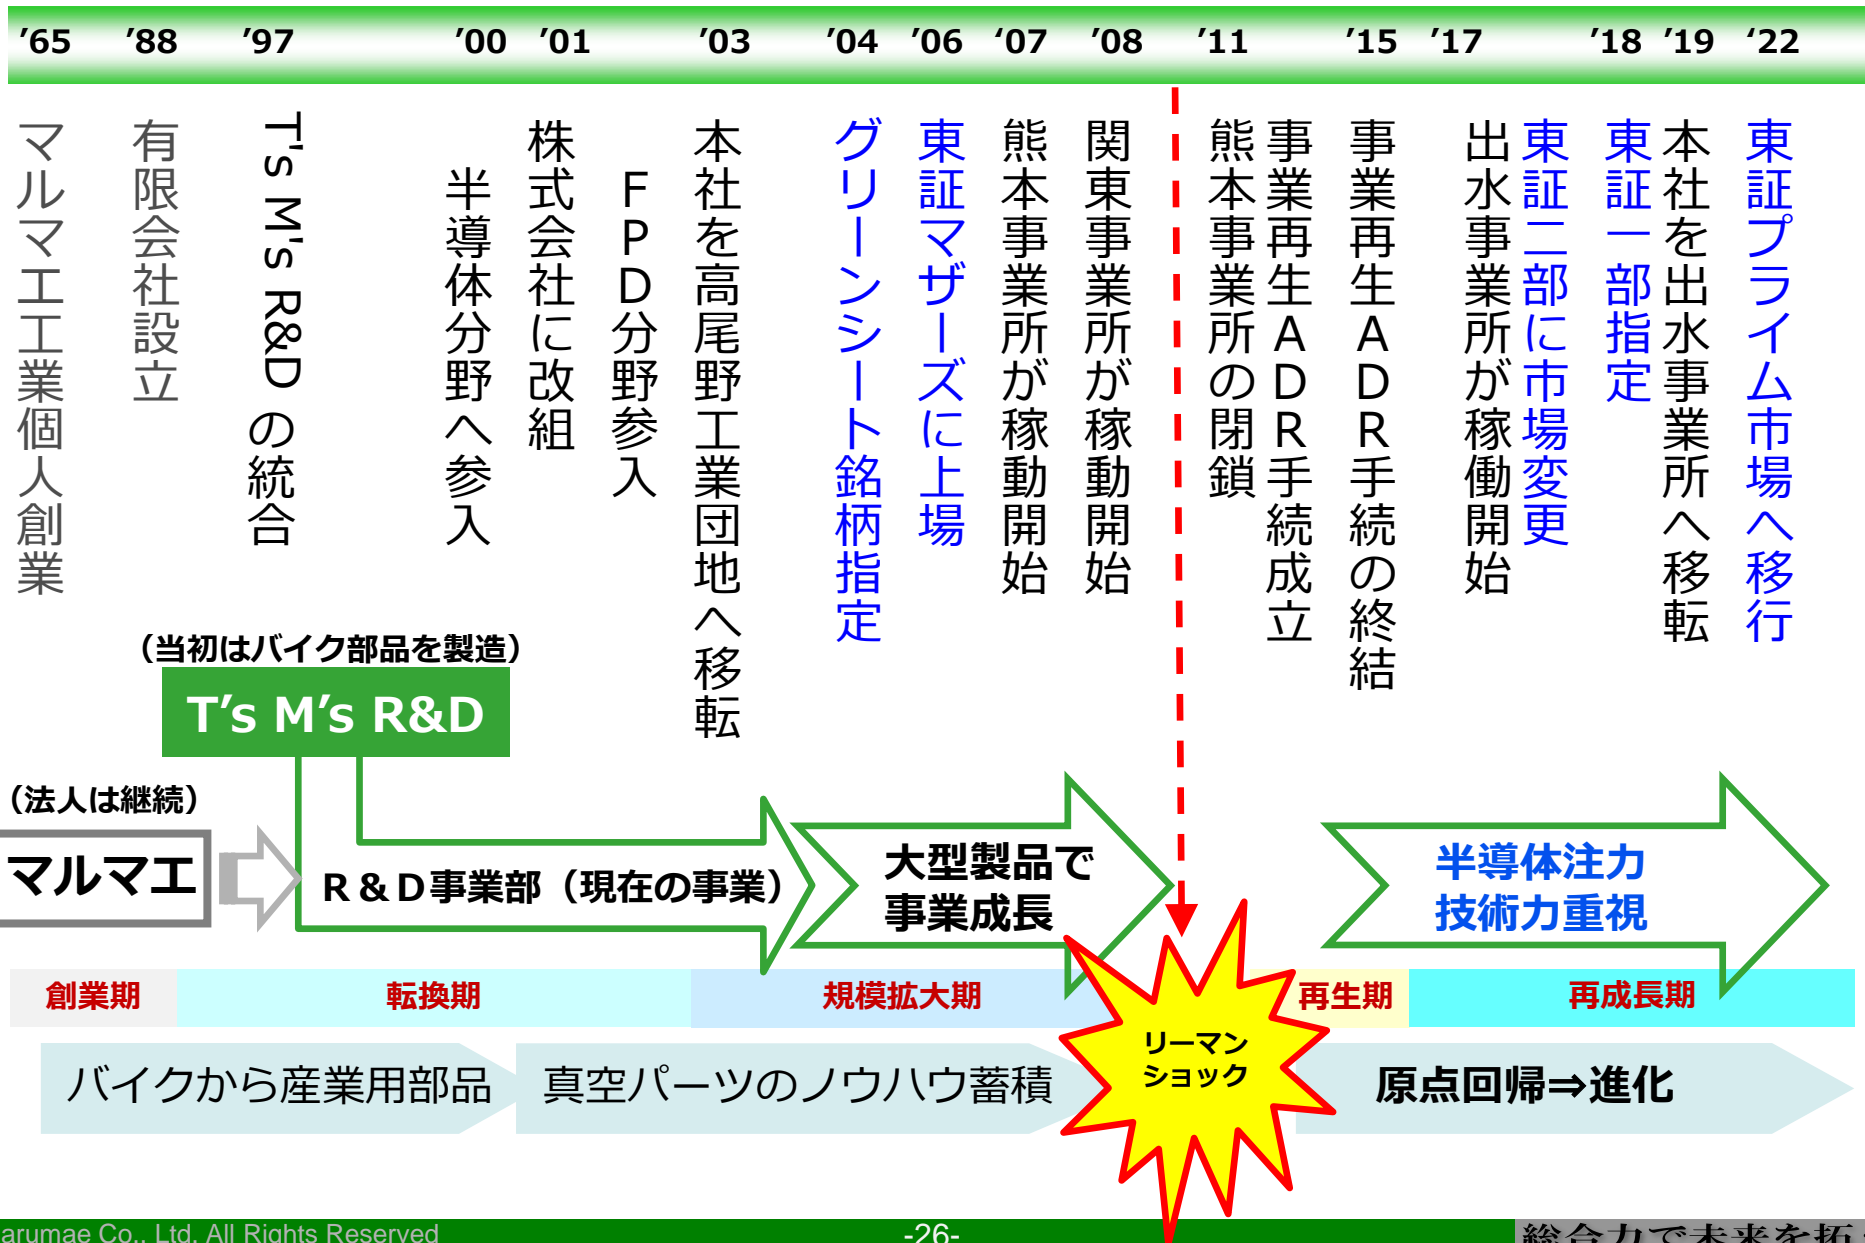 ’65 ’88 ’97 ’00 ’01 ’03 ’04 ’06 ‘07 ’08 ’11 ’15 ’17 ’18 ’19 ‘22
マルマエ工業個人創業
有限会社設立
T's M's R&D の統合
半導体分野へ参入
株式会社に改組
ＦＰＤ分野参入
本社を高尾野工業団地へ移転
グリーンシート銘柄指定
東証マザーズに上場
熊本事業所が稼動開始
関東事業所が稼動開始
熊本事業所の閉鎖
事業再生ＡＤＲ手続成立
事業再生ＡＤＲ手続の終結
出水事業所が稼働開始
東証二部に市場変更
東証一部指定
本社を出水事業所へ移転
東証プライム市場へ移行
（当初はバイク部品を製造）
T’s M’s R&D
（法人は継続）
マルマエ
Ｒ＆Ｄ事業部（現在の事業）
大型製品で
事業成長
半導体注力
技術力重視
創業期 転換期 規模拡大期 再生期 再成長期
リーマン
ショック
バイクから産業用部品 真空パーツのノウハウ蓄積 原点回帰⇒進化
arumae Co., Ltd. All Rights Reserved
-26-
総合力で未来を拓